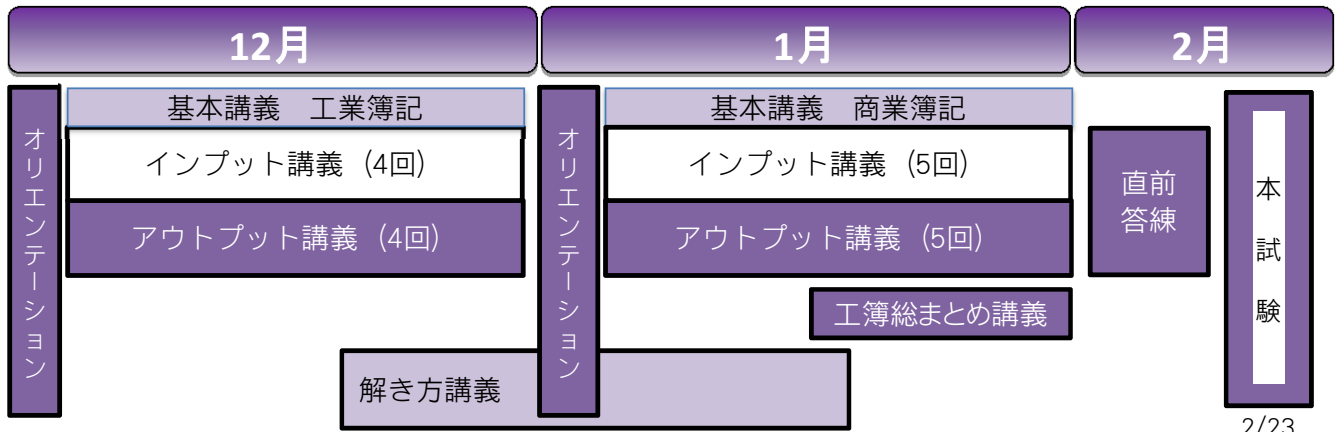 12月
1月
2月
オリエンテーション
基本講義　工業簿記
インプット講義（4回）
アウトプット講義（4回）
オリエンテーション
基本講義　商業簿記
インプット講義（5回）
アウトプット講義（5回）
工簿総まとめ講義
解き方講義
直前
答練
本試験
2/23